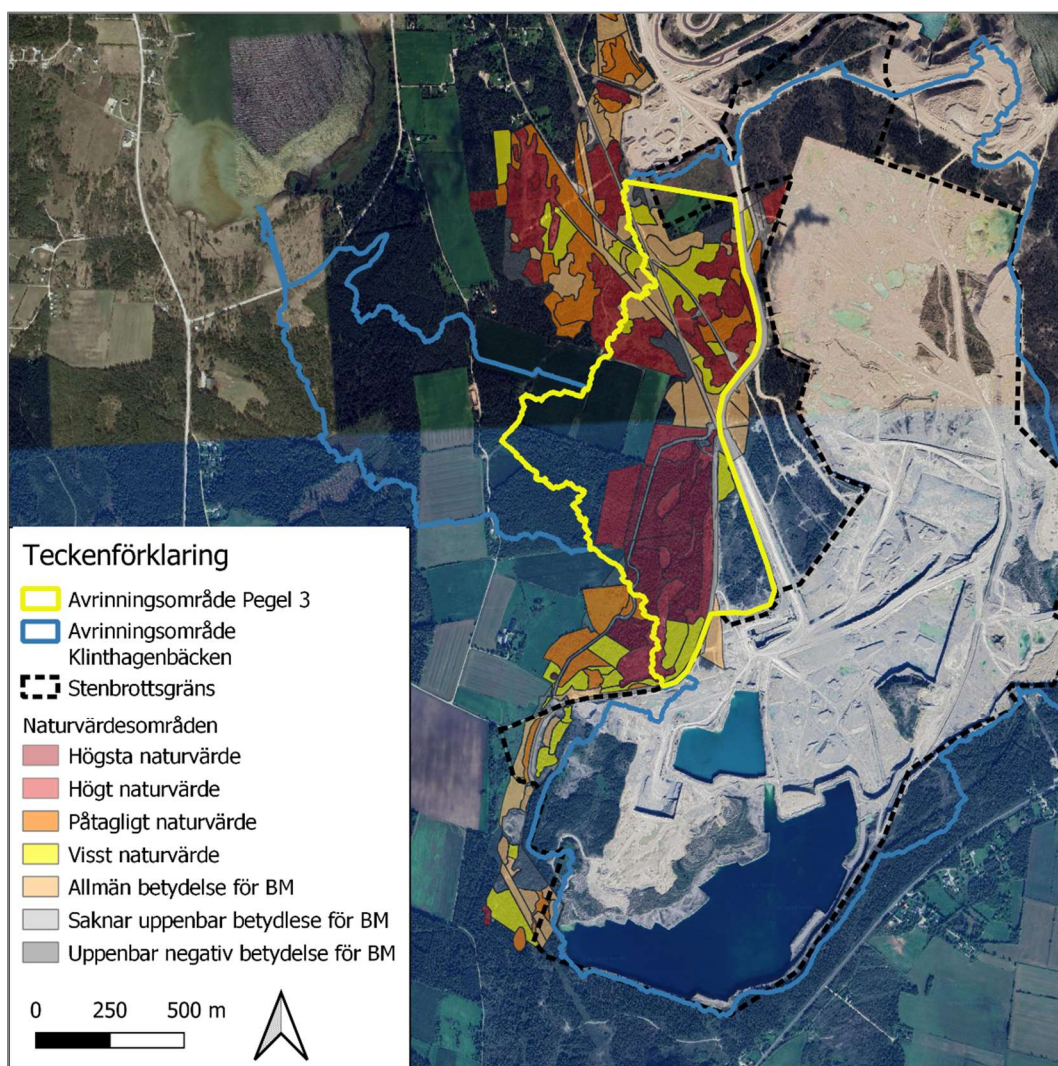 Teckenförklaring
Avrinningsområde Pegel 3
Avrinningsområde
Klinthagenbäcken
Stenbrottsgräns
Naturvärdesområden
Högsta naturvärde
Högt naturvärde
Påtagligt naturvärde
Visst naturvärde
Allmän betydelse för BM
Saknar uppenbar betydlese för BM
Uppenbar negativ betydelse för BM
0 250 500 m